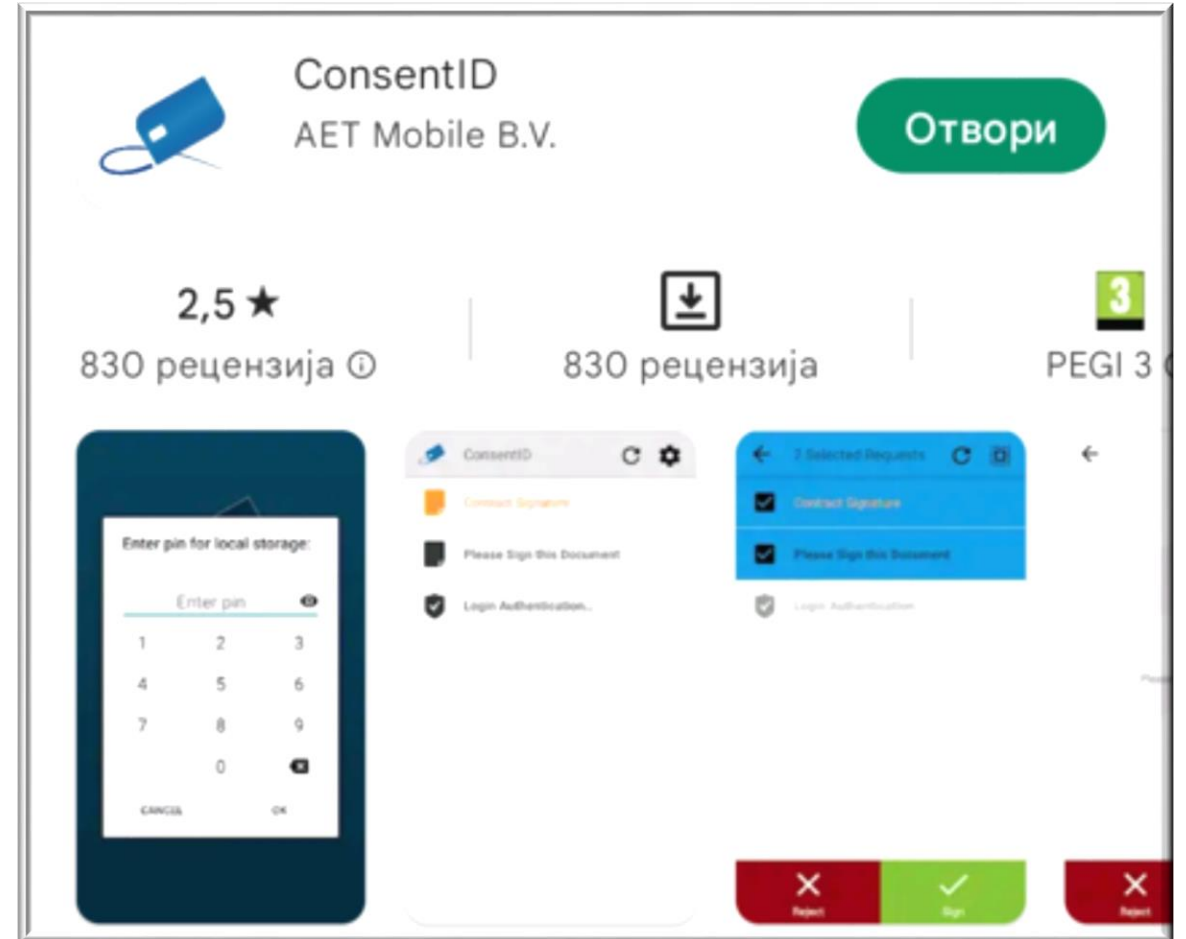 ConsentID
AET Mobile B.V.
Отвори
2,5 ★
830 рецензија
830 рецензија
3
PEGI 3
Enter pin for local storage:
Enter pin
1 2 3
4 5 6
7 8 9
0
CANCEL OK
ConsentID
Contract Signature
Please Sign this Document
Login Authentication..
2 Selected Requests
Contract Signature
Please Sign this Document
Login Authentication
Reject
Sign
Reject